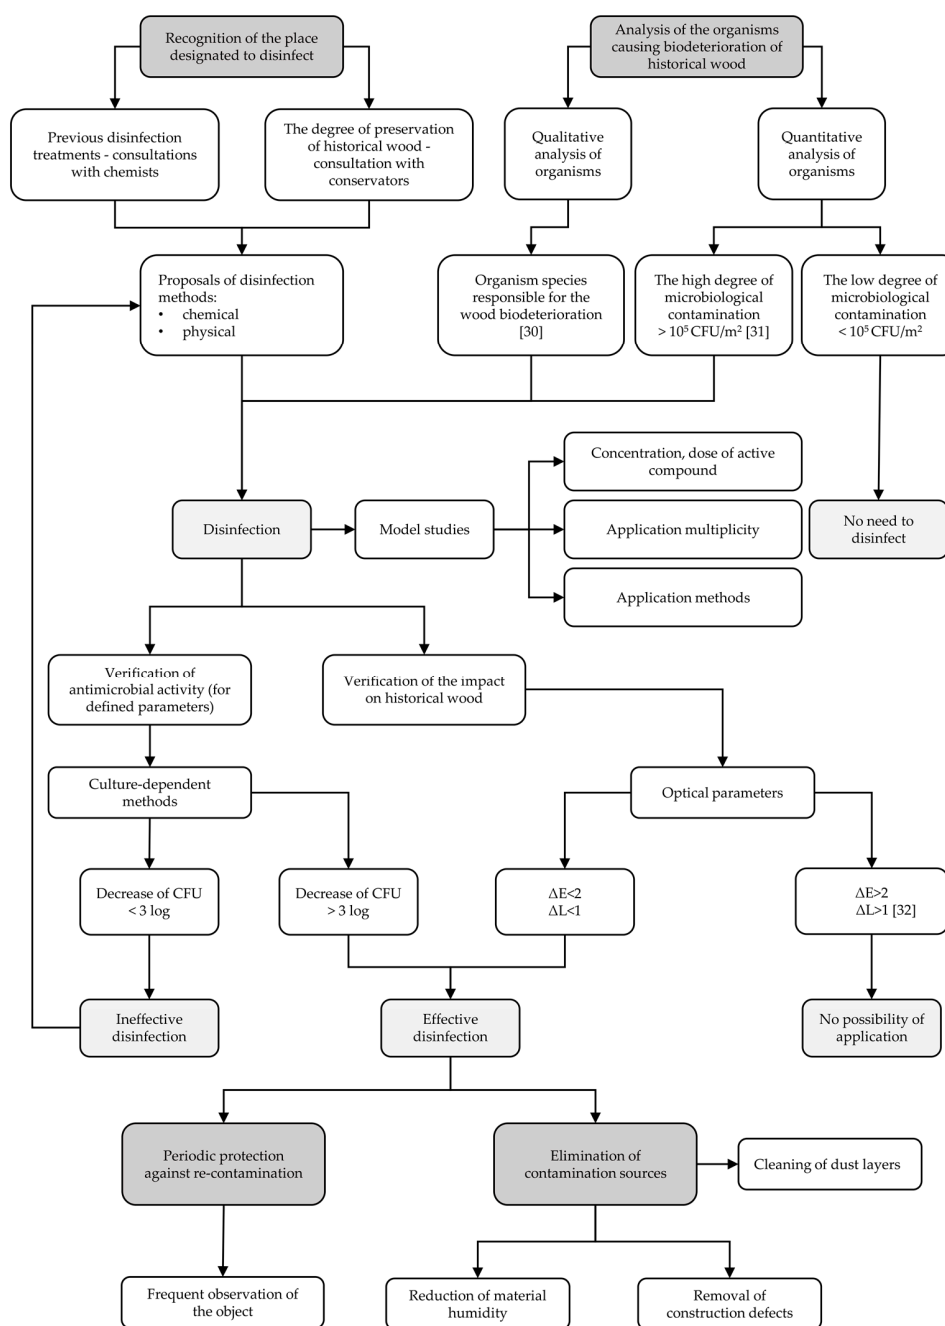 Recognition of the place
designated to disinfect
Analysis of the organisms
causing biodeterioration of
historical wood
Previous disinfection
treatments - consultations
with chemists
The degree of preservation
of historical wood -
consultation with
conservators
Qualitative
analysis of
organisms
Quantitative
analysis of
organisms
Proposals of disinfection
methods:
• chemical
• physical
Organism species
responsible for the
wood biodeterioration
[30]
The high degree of
microbiological
contamination
> 10⁵ CFU/m² [31]
The low degree of
microbiological
contamination
< 10⁵ CFU/m²
Concentration, dose of active
compound
Disinfection
Model studies
Application multiplicity
No need to
disinfect
Application methods
Verification of
antimicrobial activity (for
defined parameters)
Verification of the impact
on historical wood
Culture-dependent
methods
Optical parameters
Decrease of CFU
< 3 log
Decrease of CFU
> 3 log
ΔE<2
ΔL<1
ΔE>2
ΔL>1 [32]
Ineffective
disinfection
Effective
disinfection
No possibility of
application
Periodic protection
against re-contamination
Elimination of
contamination sources
Cleaning of dust layers
Frequent observation of
the object
Reduction of material
humidity
Removal of
construction defects